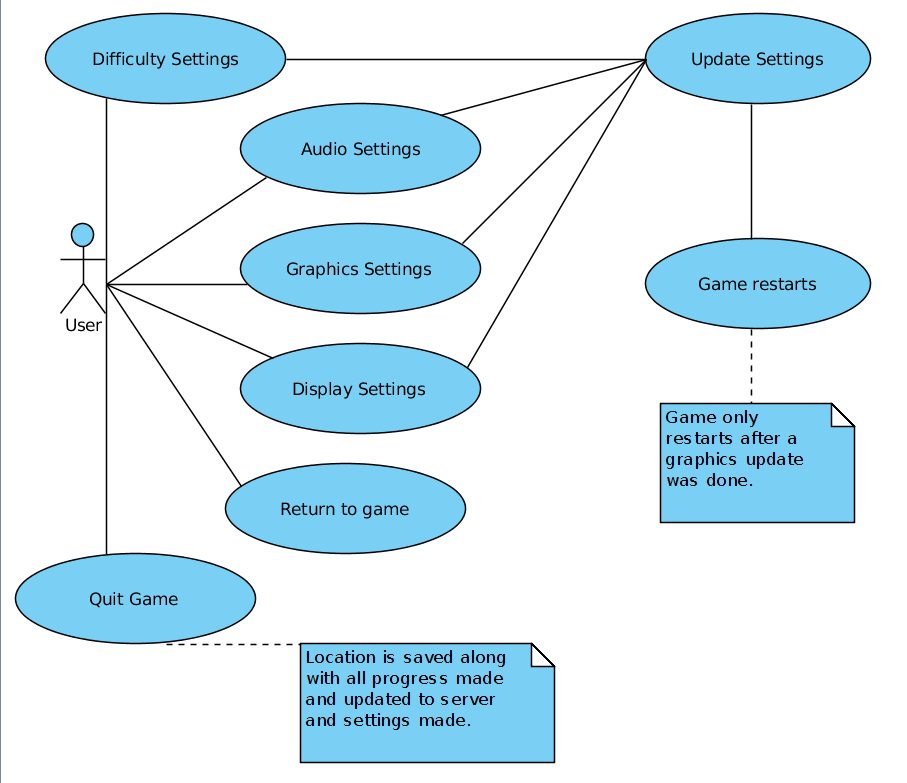 Difficulty Settings
Update Settings
Audio Settings
Graphics Settings
Game restarts
User
Display Settings
Game only
restarts after a
graphics update
was done.
Return to game
Quit Game
Location is saved along
with all progress made
and updated to server
and settings made.